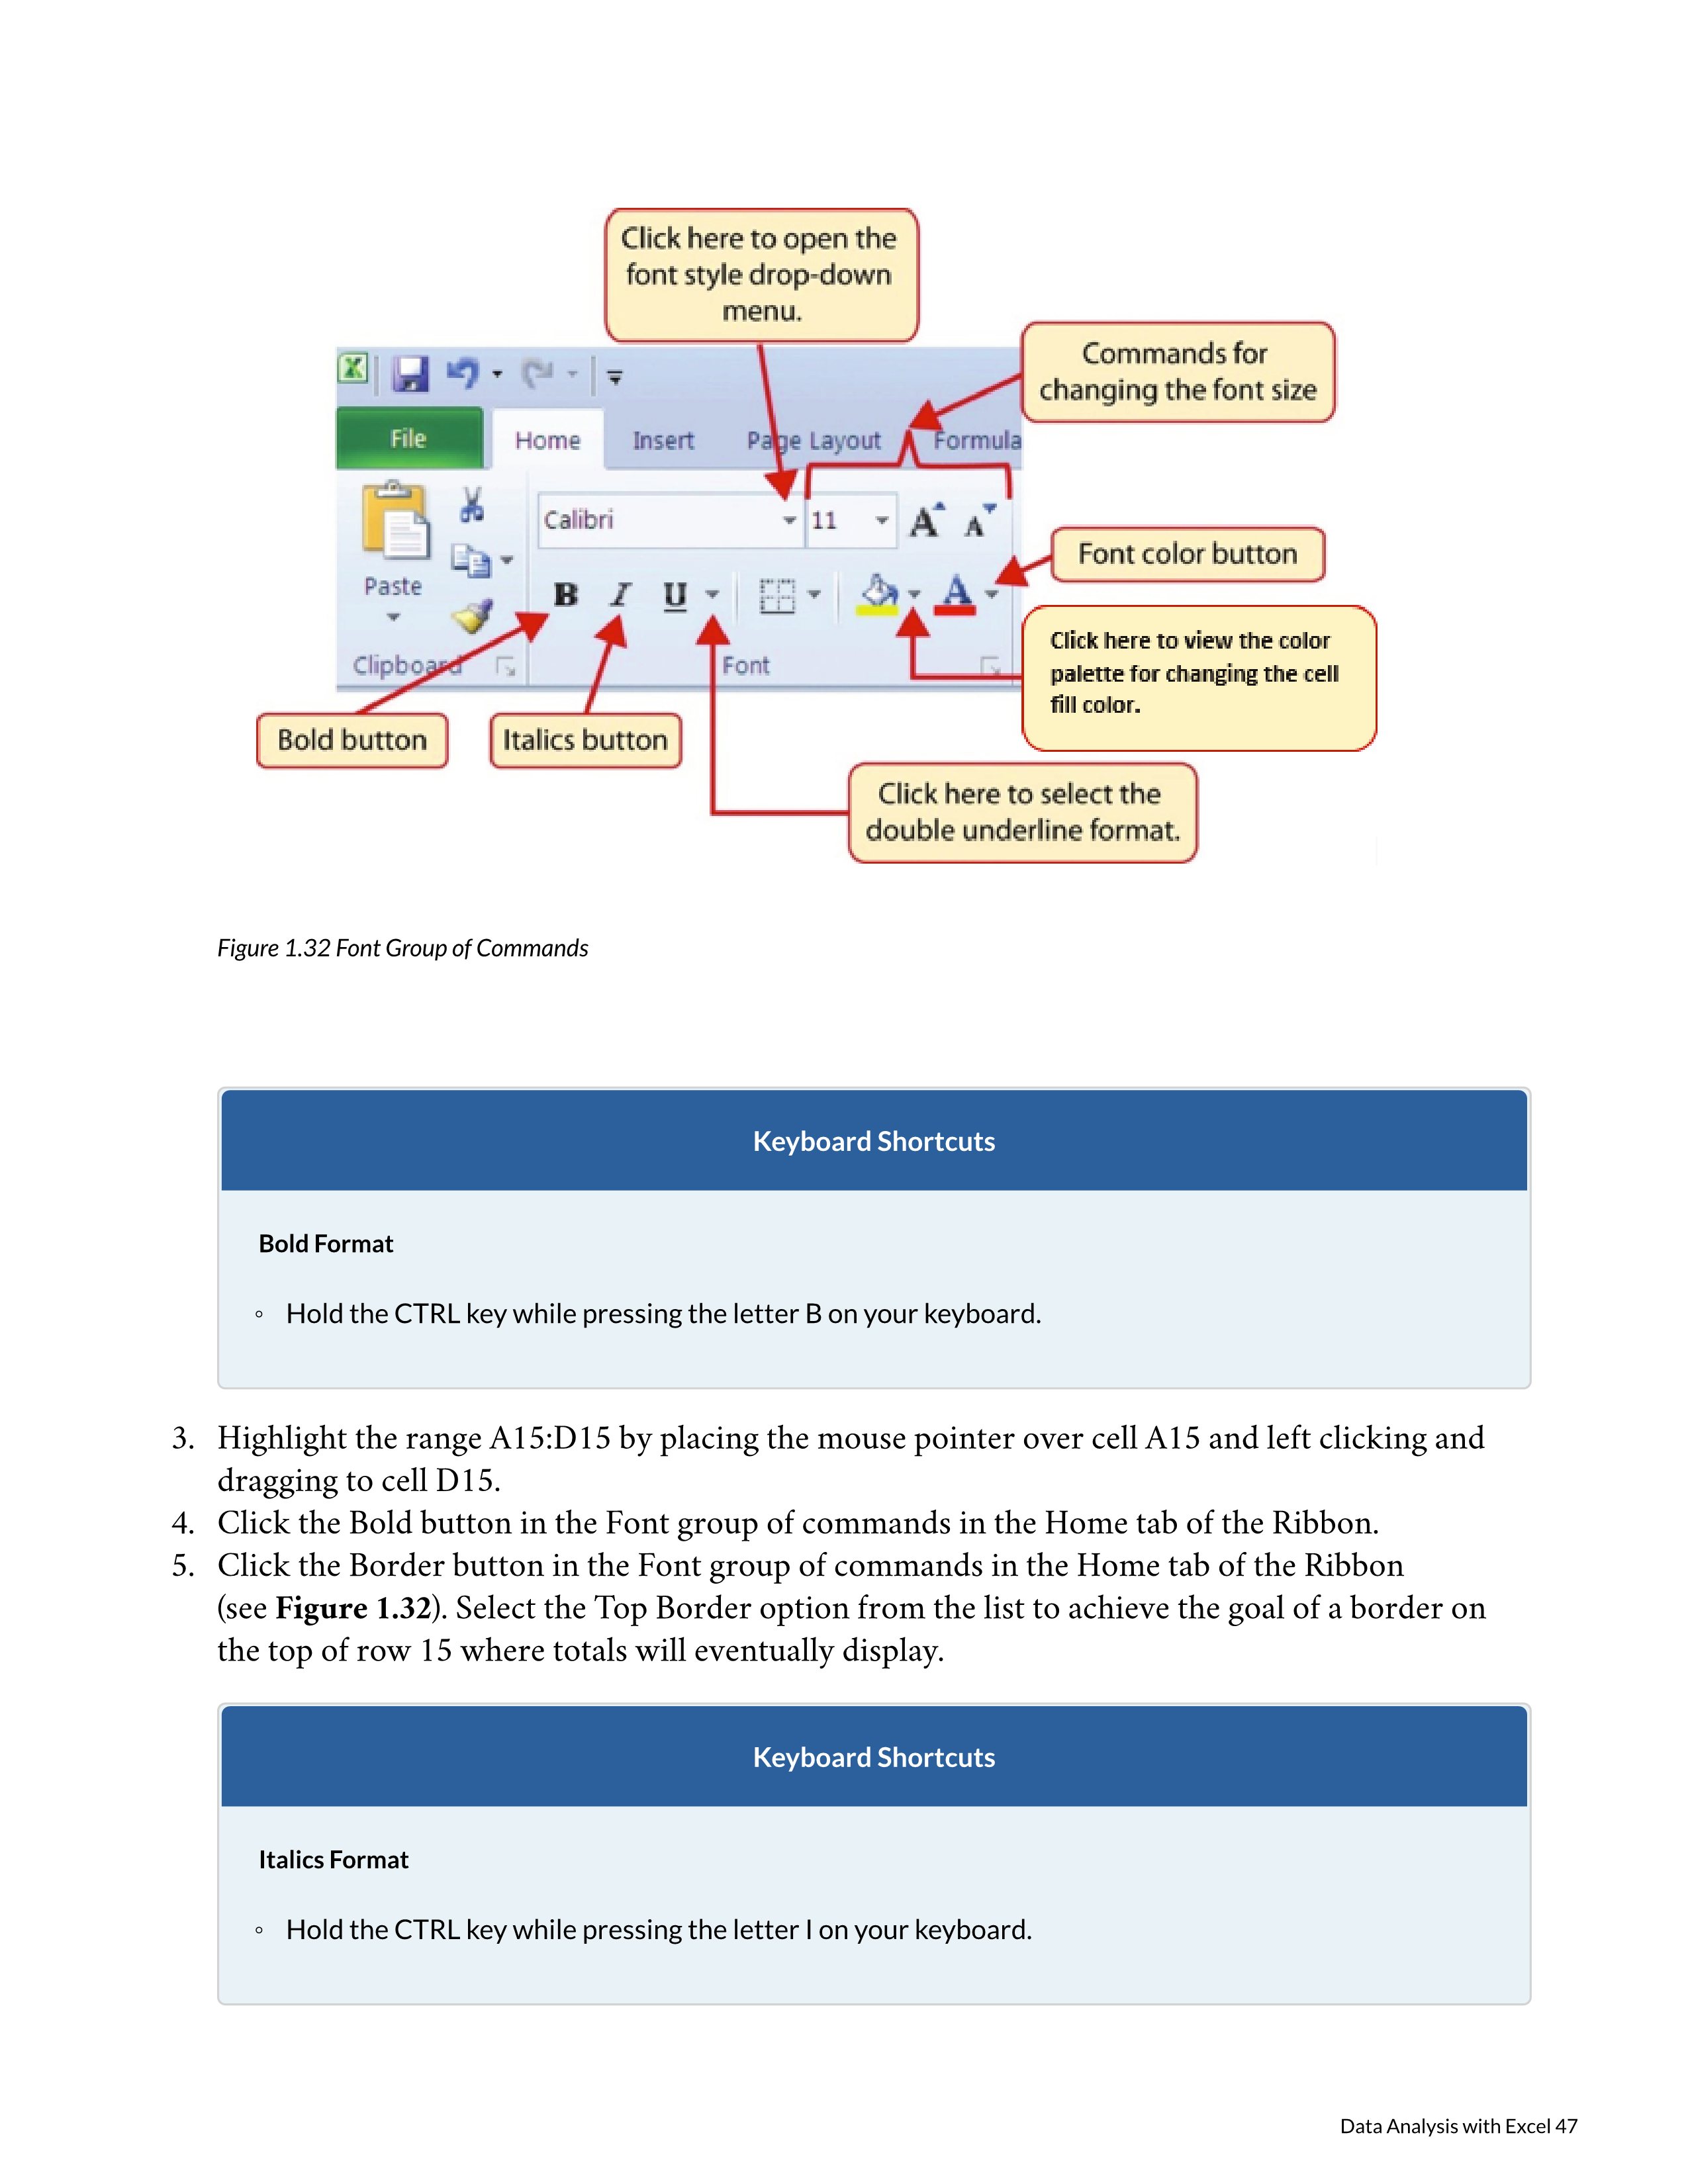 Click here to open the
font style drop-down
menu.
Commands for
changing the font size
File
Home
Insert
Page Layout
Formula
Calibri
11
A A
Font color button
Paste
B I U
A
Click here to view the color
palette for changing the cell
fill color.
Clipboard
Font
Bold button
Italics button
Click here to select the
double underline format.
Figure 1.32 Font Group of Commands
Keyboard Shortcuts
Bold Format
◦ Hold the CTRL key while pressing the letter B on your keyboard.
3. Highlight the range A15:D15 by placing the mouse pointer over cell A15 and left clicking and
dragging to cell D15.
4. Click the Bold button in the Font group of commands in the Home tab of the Ribbon.
5. Click the Border button in the Font group of commands in the Home tab of the Ribbon
(see Figure 1.32). Select the Top Border option from the list to achieve the goal of a border on
the top of row 15 where totals will eventually display.
Keyboard Shortcuts
Italics Format
◦ Hold the CTRL key while pressing the letter I on your keyboard.
Data Analysis with Excel 47